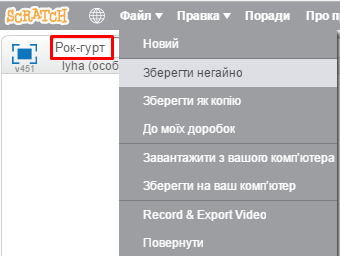 SCRATCH Файл ▼ Правка ▼ Поради Про п
Рок-гурт
lyha (особ
v451
Новий
Зберегти негайно
Зберегти як копію
До моїх доробок
Завантажити з вашого комп'ютера
Зберегти на ваш комп'ютер
Record & Export Video
Повернути